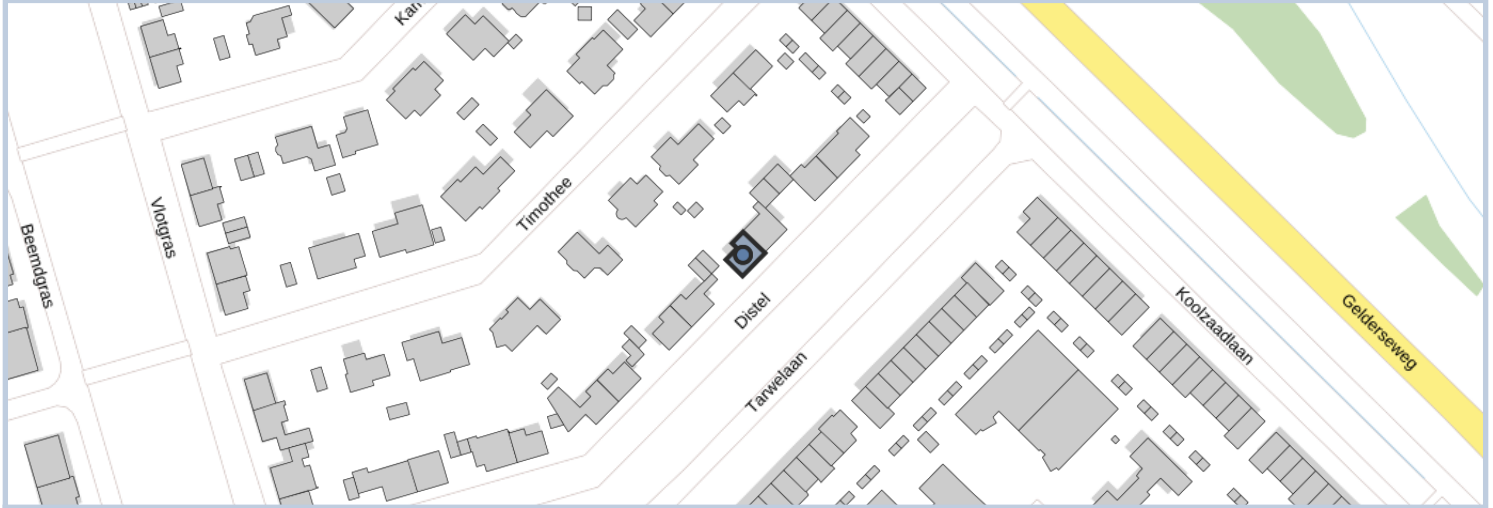 Timothee
Vlotgras
Beemdgras
Distel
Tarwelaan
Koolzaadlaan
Gelderseweg